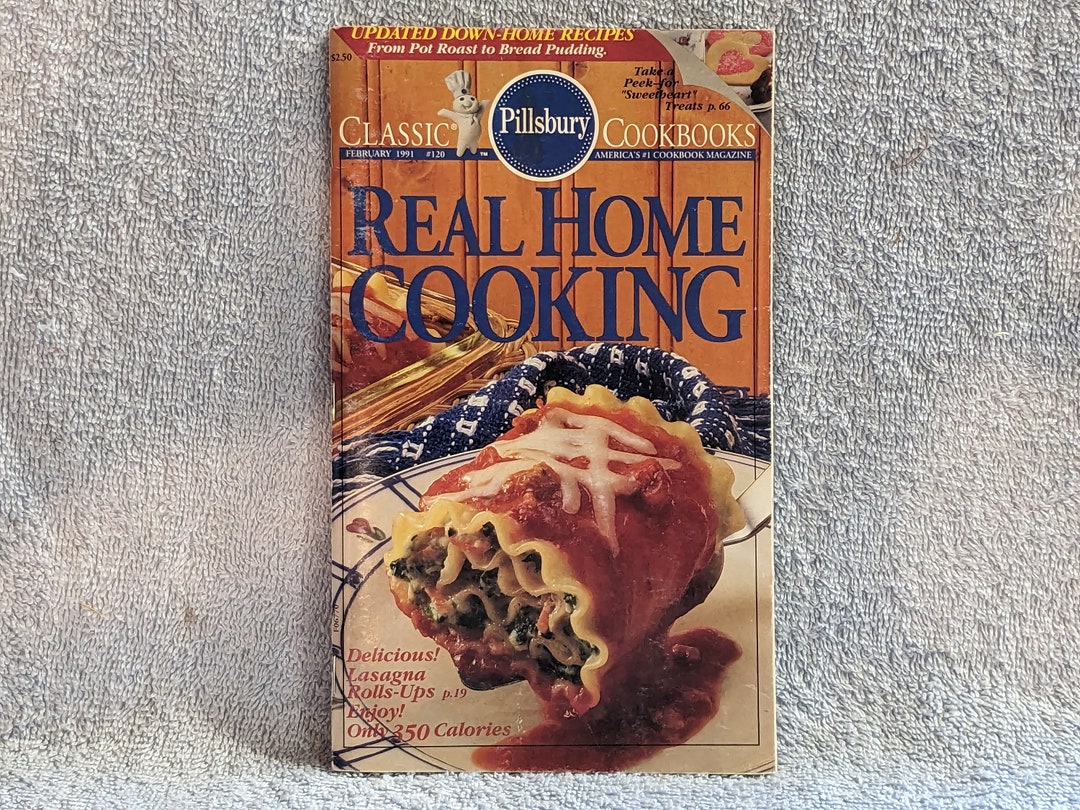 UPDATED DOWN-HOME RECIPES
From Pot Roast to Bread Pudding.
$2.50
Take a
Peek-for
"Sweetheart"
Treats p. 66
CLASSIC® Pillsbury COOKBOOKS
FEBRUARY 1991 #120 ™ AMERICA'S #1 COOKBOOK MAGAZINE
REAL HOME
COOKING
Delicious!
Lasagna
Rolls-Ups p.19
Enjoy!
Only 350 Calories